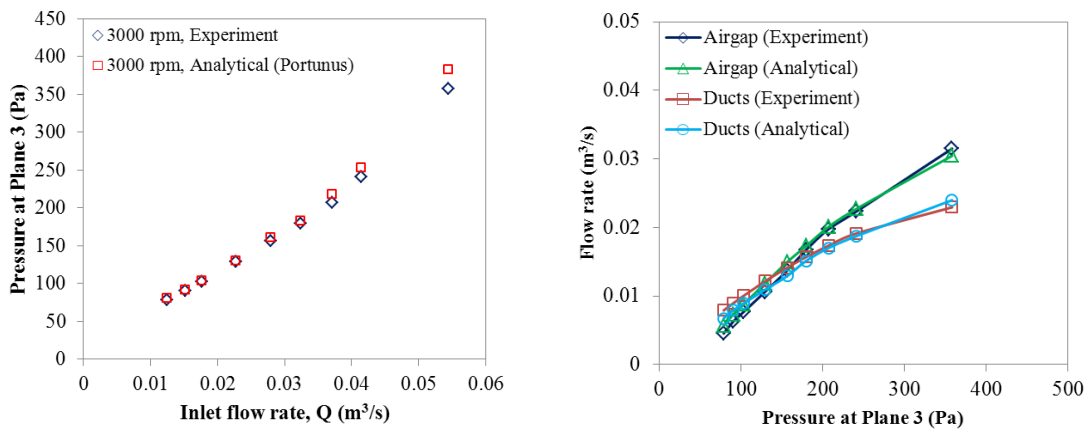 450
400
350
300
250
200
150
100
50
0
Pressure at Plane 3 (Pa)
3000 rpm, Experiment
3000 rpm, Analytical (Portunus)
0 0.01 0.02 0.03 0.04 0.05 0.06
Inlet flow rate, Q (m³/s)
0.05
0.04
0.03
0.02
0.01
0
Flow rate (m³/s)
Airgap (Experiment)
Airgap (Analytical)
Ducts (Experiment)
Ducts (Analytical)
0 100 200 300 400 500
Pressure at Plane 3 (Pa)